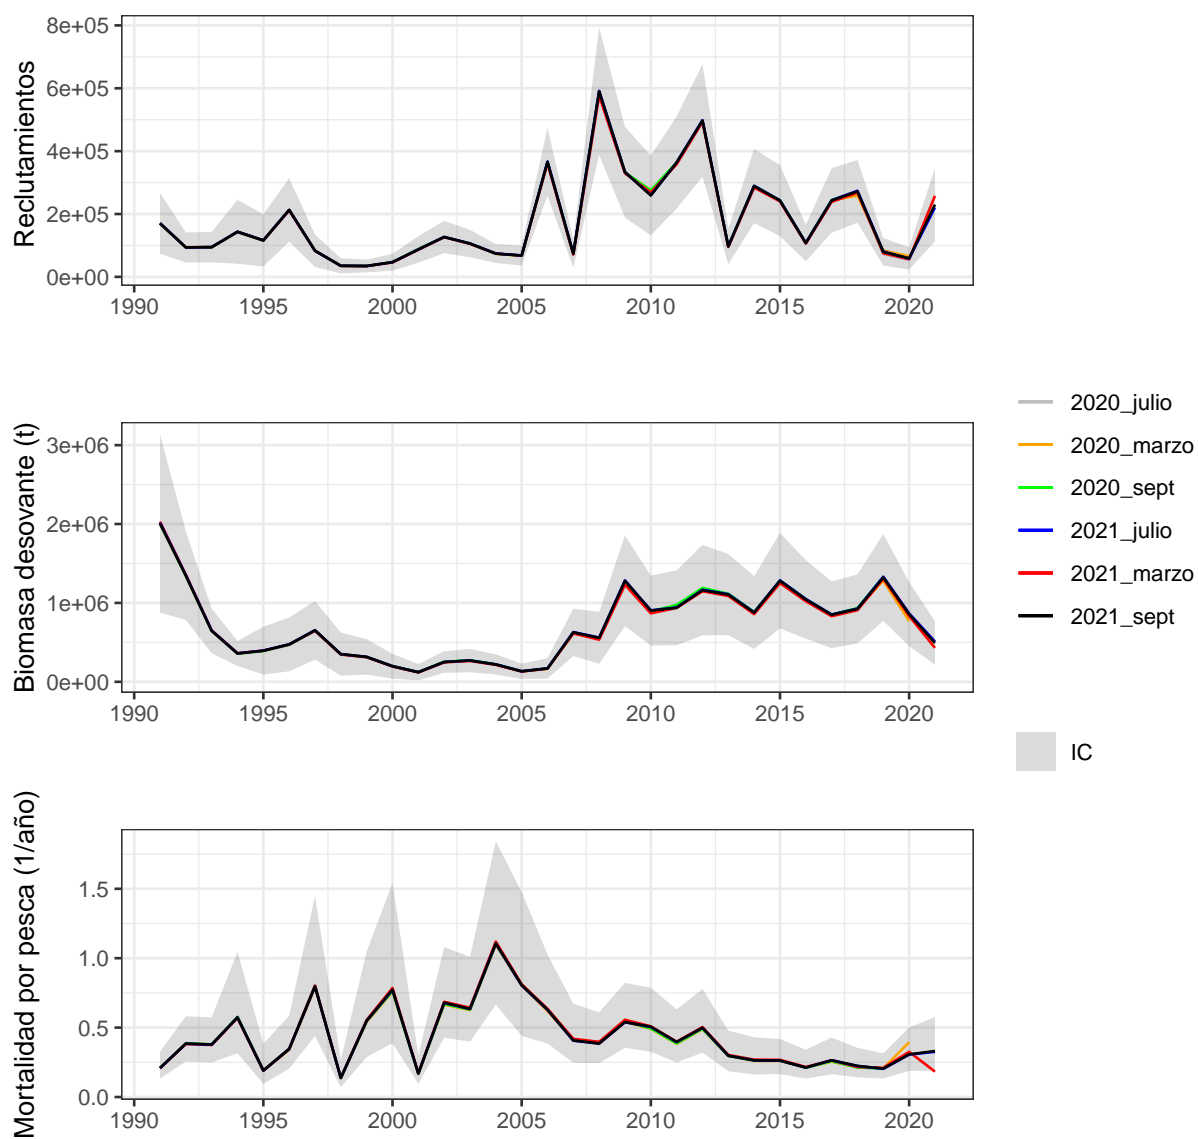 Reclutamientos
8e+05
6e+05
4e+05
2e+05
0e+00
1990 1995 2000 2005 2010 2015 2020
Biomasa desovante (t)
3e+06
2e+06
1e+06
0e+00
1990 1995 2000 2005 2010 2015 2020
Mortalidad por pesca (1/año)
1.5
1.0
0.5
0.0
1990 1995 2000 2005 2010 2015 2020
2020_julio
2020_marzo
2020_sept
2021_julio
2021_marzo
2021_sept
IC